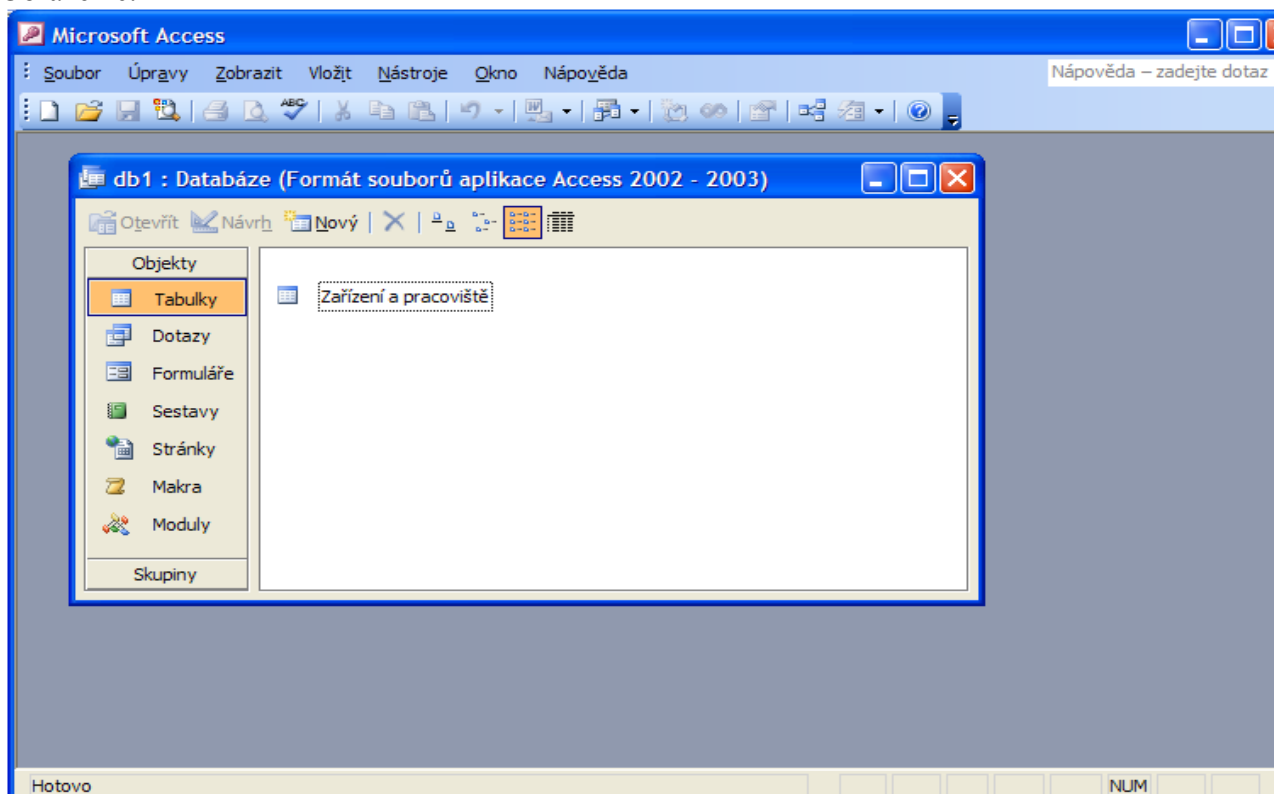 Microsoft Access
Soubor Úpravy Zobrazit Vložit Nástroje Okno Nápověda Nápověda – zadejte dotaz
ABC
W
db1 : Databáze (Formát souborů aplikace Access 2002 - 2003)
Otevřít Návrh Nový
Objekty
Tabulky
Dotazy
Formuláře
Sestavy
Stránky
Makra
Moduly
Skupiny
Zařízení a pracoviště
Hotovo NUM